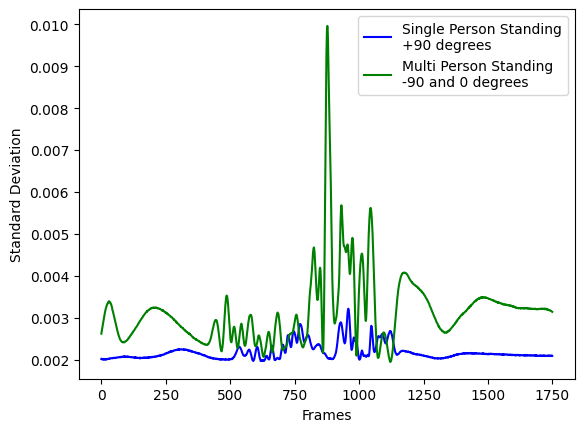 0.010
0.009
0.008
0.007
0.006
0.005
0.004
0.003
0.002
Standard Deviation
Single Person Standing
+90 degrees
Multi Person Standing
-90 and 0 degrees
0 250 500 750 1000 1250 1500 1750
Frames